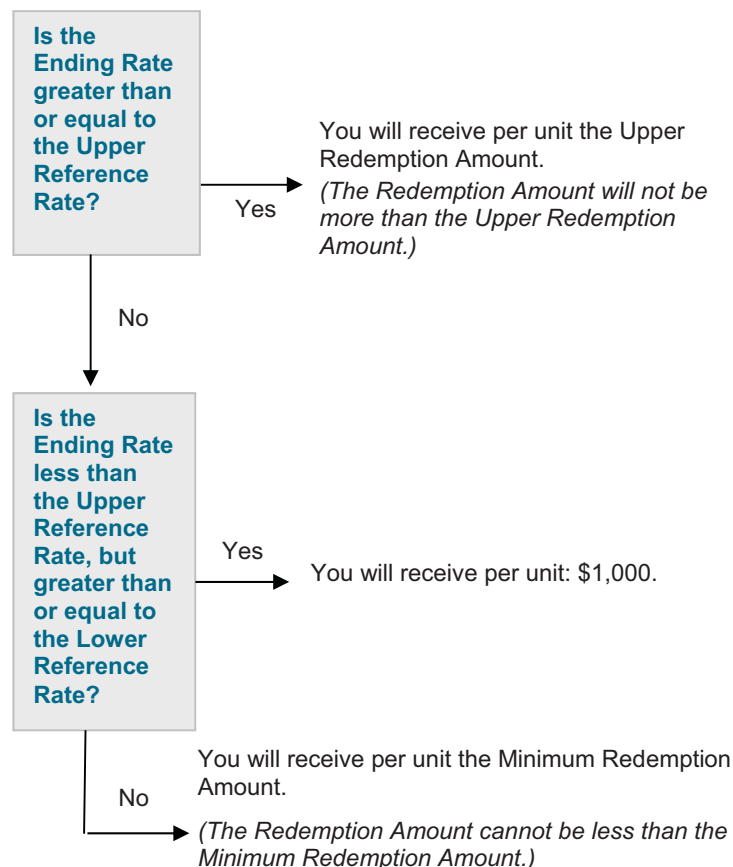 Is the
Ending Rate
greater than
or equal to
the Upper
Reference
Rate?
Yes
You will receive per unit the Upper
Redemption Amount.
(The Redemption Amount will not be
more than the Upper Redemption
Amount.)
No
Is the
Ending Rate
less than
the Upper
Reference
Rate, but
greater than
or equal to
the Lower
Reference
Rate?
Yes
You will receive per unit: $1,000.
No
You will receive per unit the Minimum Redemption
Amount.
(The Redemption Amount cannot be less than the
Minimum Redemption Amount.)